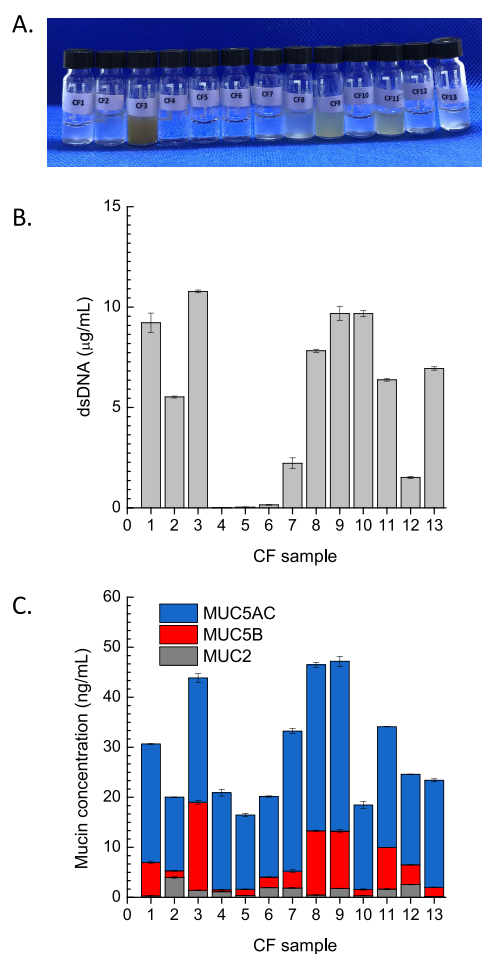 A.
CF1 CF2 CF3 CF4 CF5 CF6 CF7 CF8 CF9 CF10 CF11 CF12 CF13
B.
15
10
5
0
dsDNA (μg/mL)
0 1 2 3 4 5 6 7 8 9 10 11 12 13
CF sample
C.
60
50
40
30
20
10
0
Mucin concentration (ng/mL)
MUC5AC
MUC5B
MUC2
0 1 2 3 4 5 6 7 8 9 10 11 12 13
CF sample